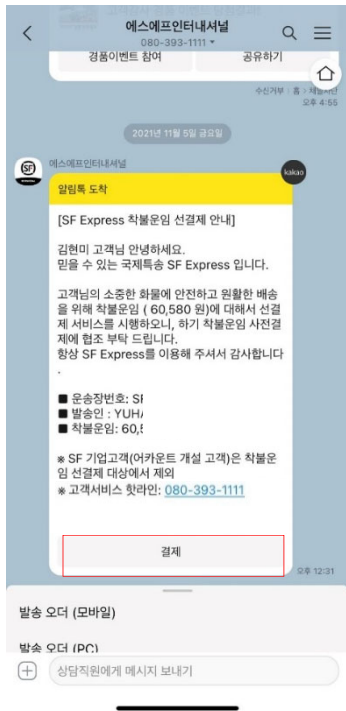 에스에프인터내셔널
080-393-1111
경품이벤트 참여
공유하기
수신거부 | 홈 > 채널차단
오후 4:55
2021년 11월 5일 금요일
SF
에스에프인터내셔널
kakao
알림톡 도착
[SF Express 착불운임 선결제 안내]
김현미 고객님 안녕하세요.
믿을 수 있는 국제특송 SF Express 입니다.
고객님의 소중한 화물에 안전하고 원활한 배송
을 위해 착불운임 ( 60,580 원)에 대해서 선결
제 서비스를 시행하오니, 하기 착불운임 사전결
제에 협조 부탁 드립니다.
항상 SF Express를 이용해 주셔서 감사합니다
.
■ 운송장번호: SF
■ 발송인 : YUH
■ 착불운임: 60,5
※ SF 기업고객(어카운트 개설 고객)은 착불운
임 선결제 대상에서 제외
※ 고객서비스 핫라인: 080-393-1111
결제
오후 12:31
발송 오더 (모바일)
발송 오더 (PC)
상담직원에게 메시지 보내기